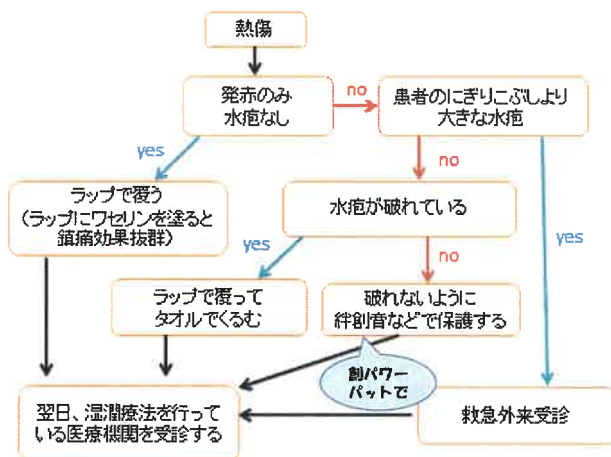 熱傷
発赤のみ
水疱なし
no
患者のにぎりこぶしより
大きな水疱
yes
no
ラップで覆う
(ラップにワセリンを塗ると
鎮痛効果抜群)
水疱が破れている
yes
yes
no
ラップで覆って
タオルでくるむ
破れないように
絆創音などで保護する
創パワー
パットで
翌日、湿潤療法を行って
いる医療機関を受診する
救急外来受診